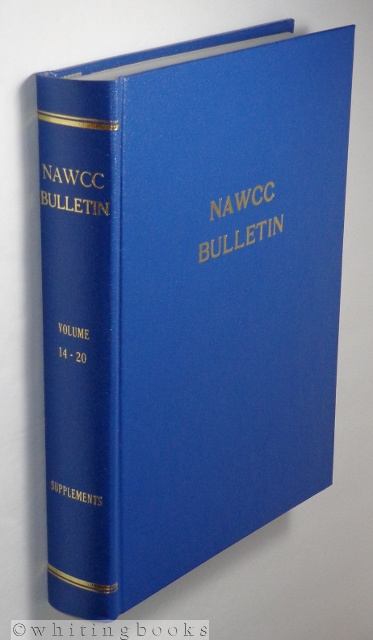 NAWCC
BULLETIN
VOLUME
14-20
SUPPLEMENTS
NAWCC
BULLETIN
©whitingbooks